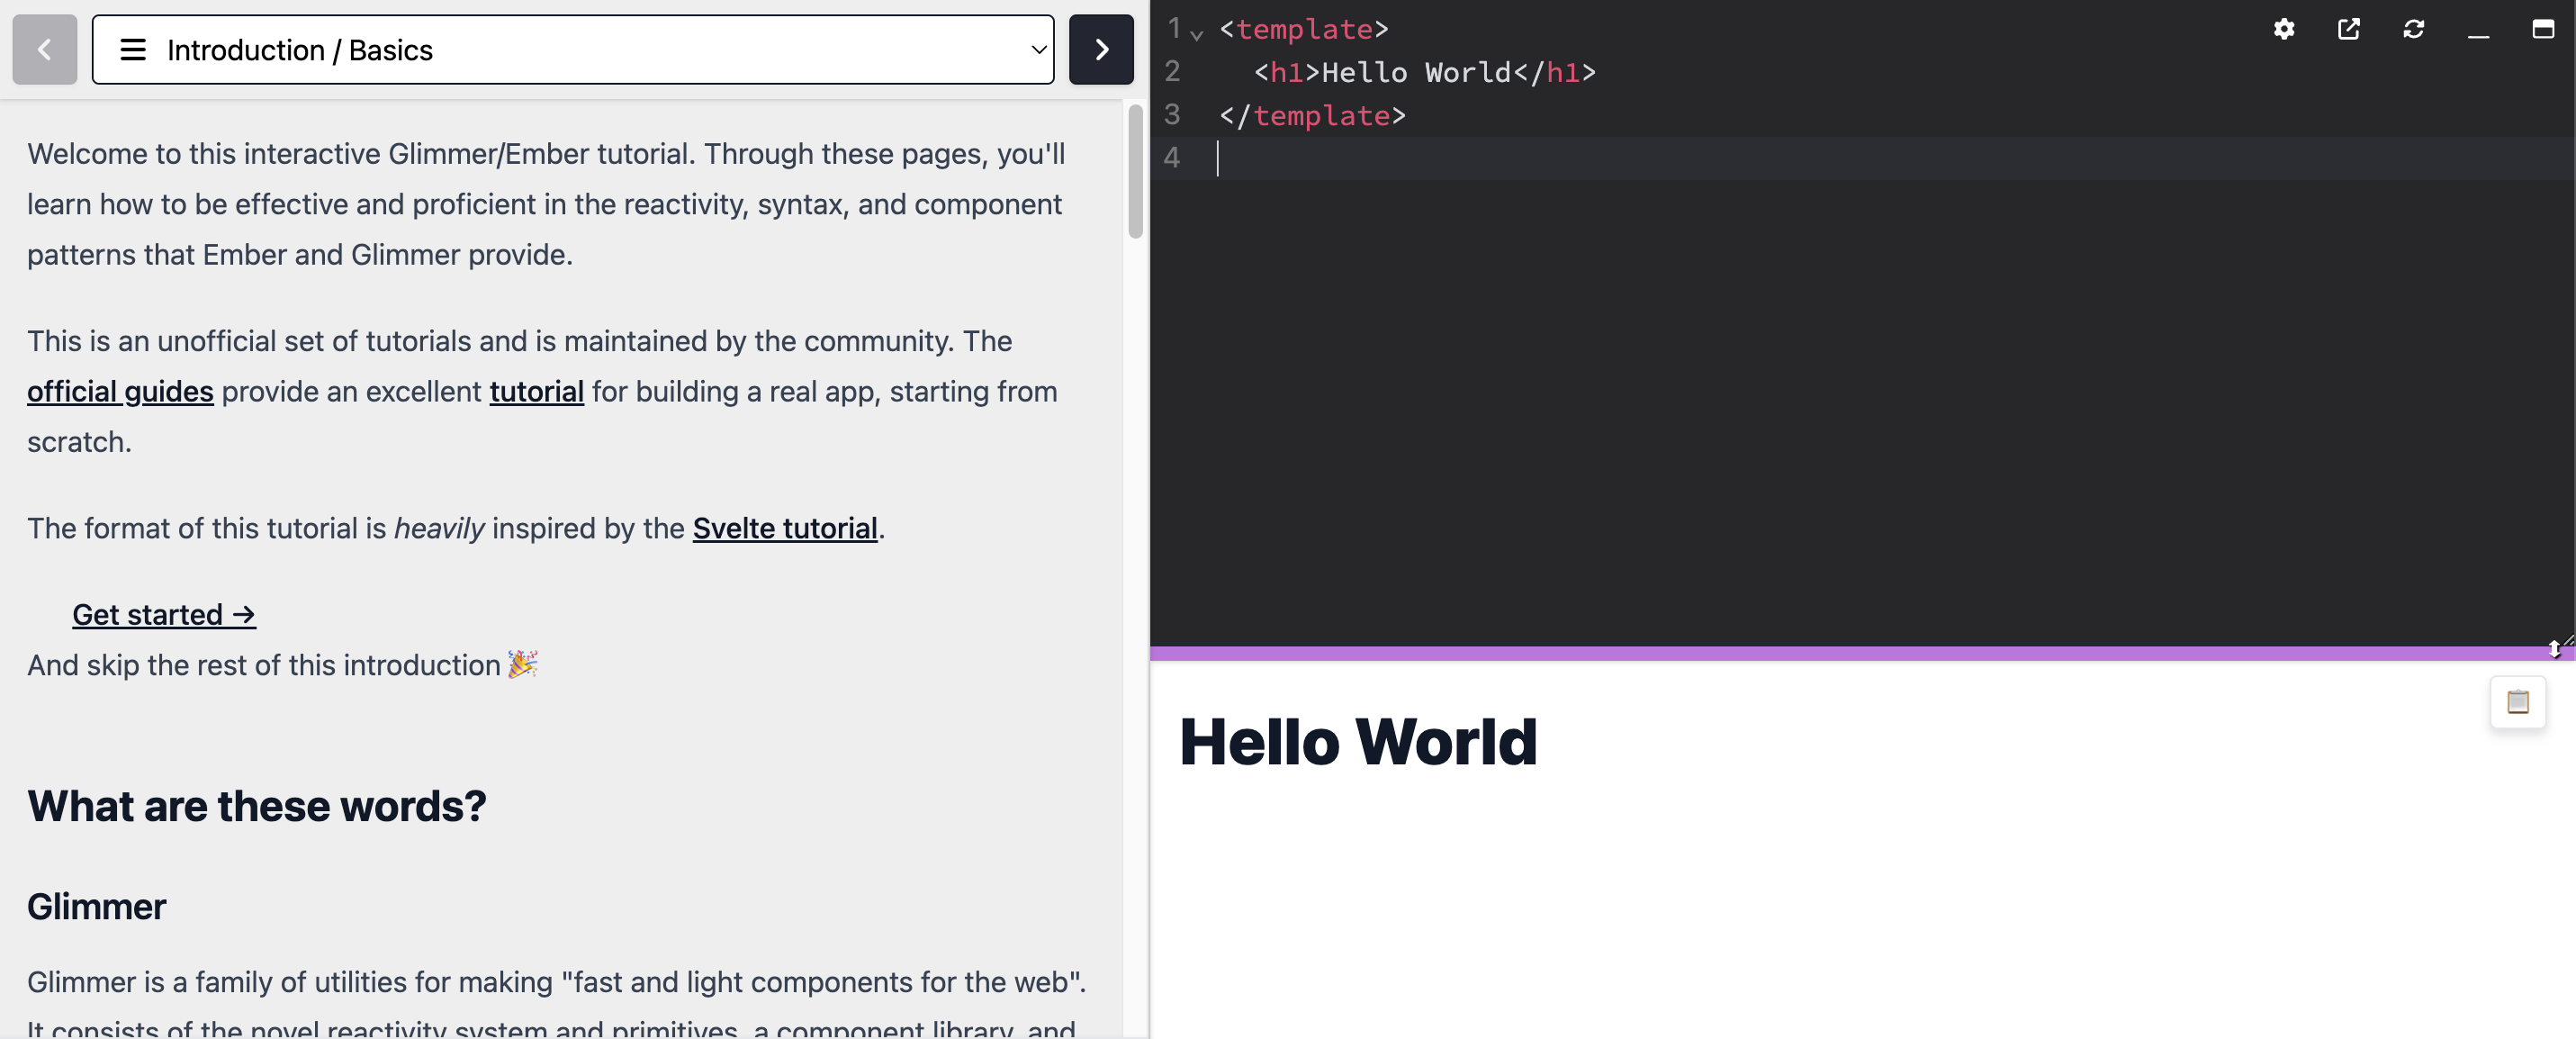 Introduction / Basics
Welcome to this interactive Glimmer/Ember tutorial. Through these pages, you'll
learn how to be effective and proficient in the reactivity, syntax, and component
patterns that Ember and Glimmer provide.
This is an unofficial set of tutorials and is maintained by the community. The
official guides provide an excellent tutorial for building a real app, starting from
scratch.
The format of this tutorial is heavily inspired by the Svelte tutorial.
Get started →
And skip the rest of this introduction 🎉
What are these words?
Glimmer
Glimmer is a family of utilities for making "fast and light components for the web".
It consists of the novel reactivity system and primitives, a component library, and
1 <template>
2   <h1>Hello World</h1>
3 </template>
4
Hello World